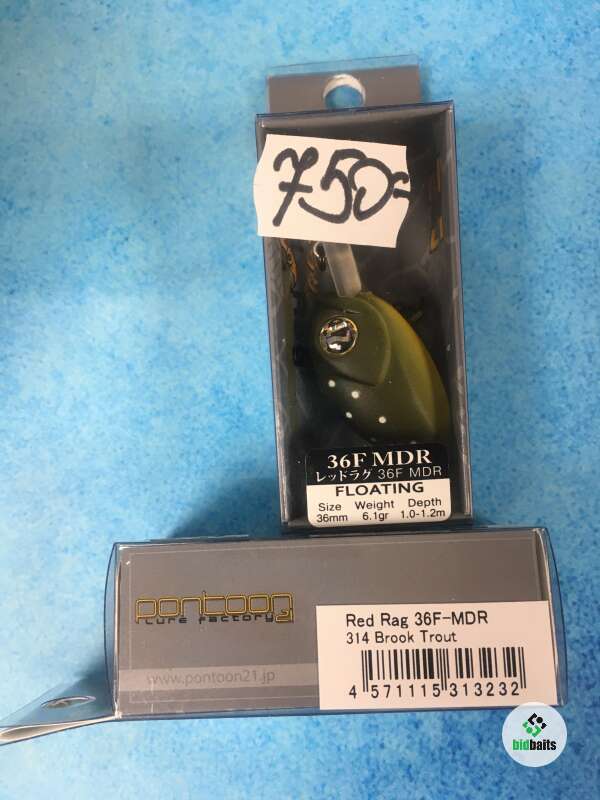 750=
36F MDR
レッドラグ 36F MDR
FLOATING
Size Weight Depth
36mm 6.1gr 1.0-1.2m
pontoon21
Lure factory
www.pontoon21.jp
Red Rag 36F-MDR
314 Brook Trout
4 571115 313232
bidbaits